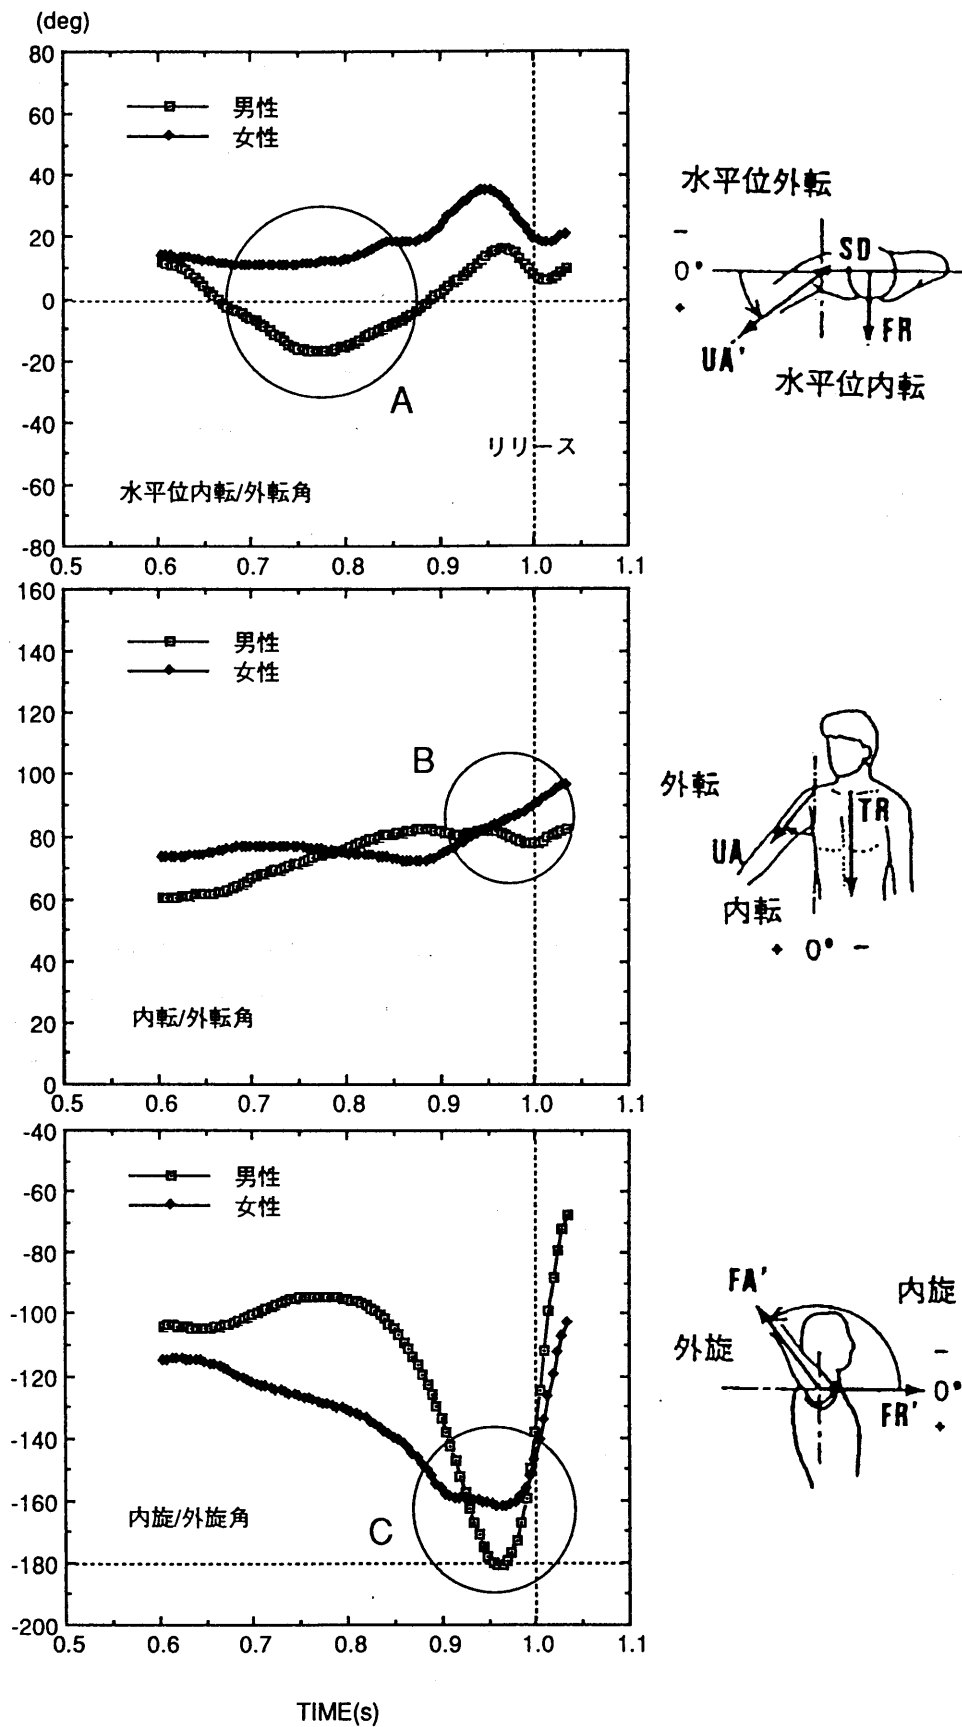 (deg)
80
60
40
20
0
-20
-40
-60
-80
男性
女性
A
リリース
水平位内転/外転角
0.5 0.6 0.7 0.8 0.9 1.0 1.1
水平位外転
-
0°
+
SD
FR
UA'
水平位内転
160
140
120
100
80
60
40
20
0
男性
女性
B
内転/外転角
0.5 0.6 0.7 0.8 0.9 1.0 1.1
外転
TR
UA
内転
+ 0° -
-40
-60
-80
-100
-120
-140
-160
-180
-200
男性
女性
C
内旋/外旋角
0.5 0.6 0.7 0.8 0.9 1.0 1.1
FA'
内旋
外旋
-
0°
+
FR'
TIME(s)